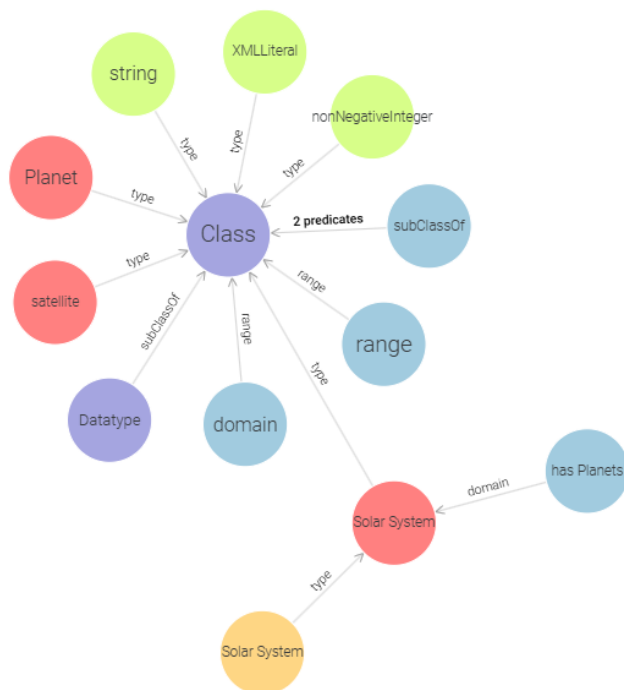 XMLLiteral
string
nonNegativeInteger
type
type
type
Planet
type
Class
2 predicates
subClassOf
type
range
satellite
subClassOf
range
range
type
Datatype
domain
has Planets
domain
Solar System
type
Solar System